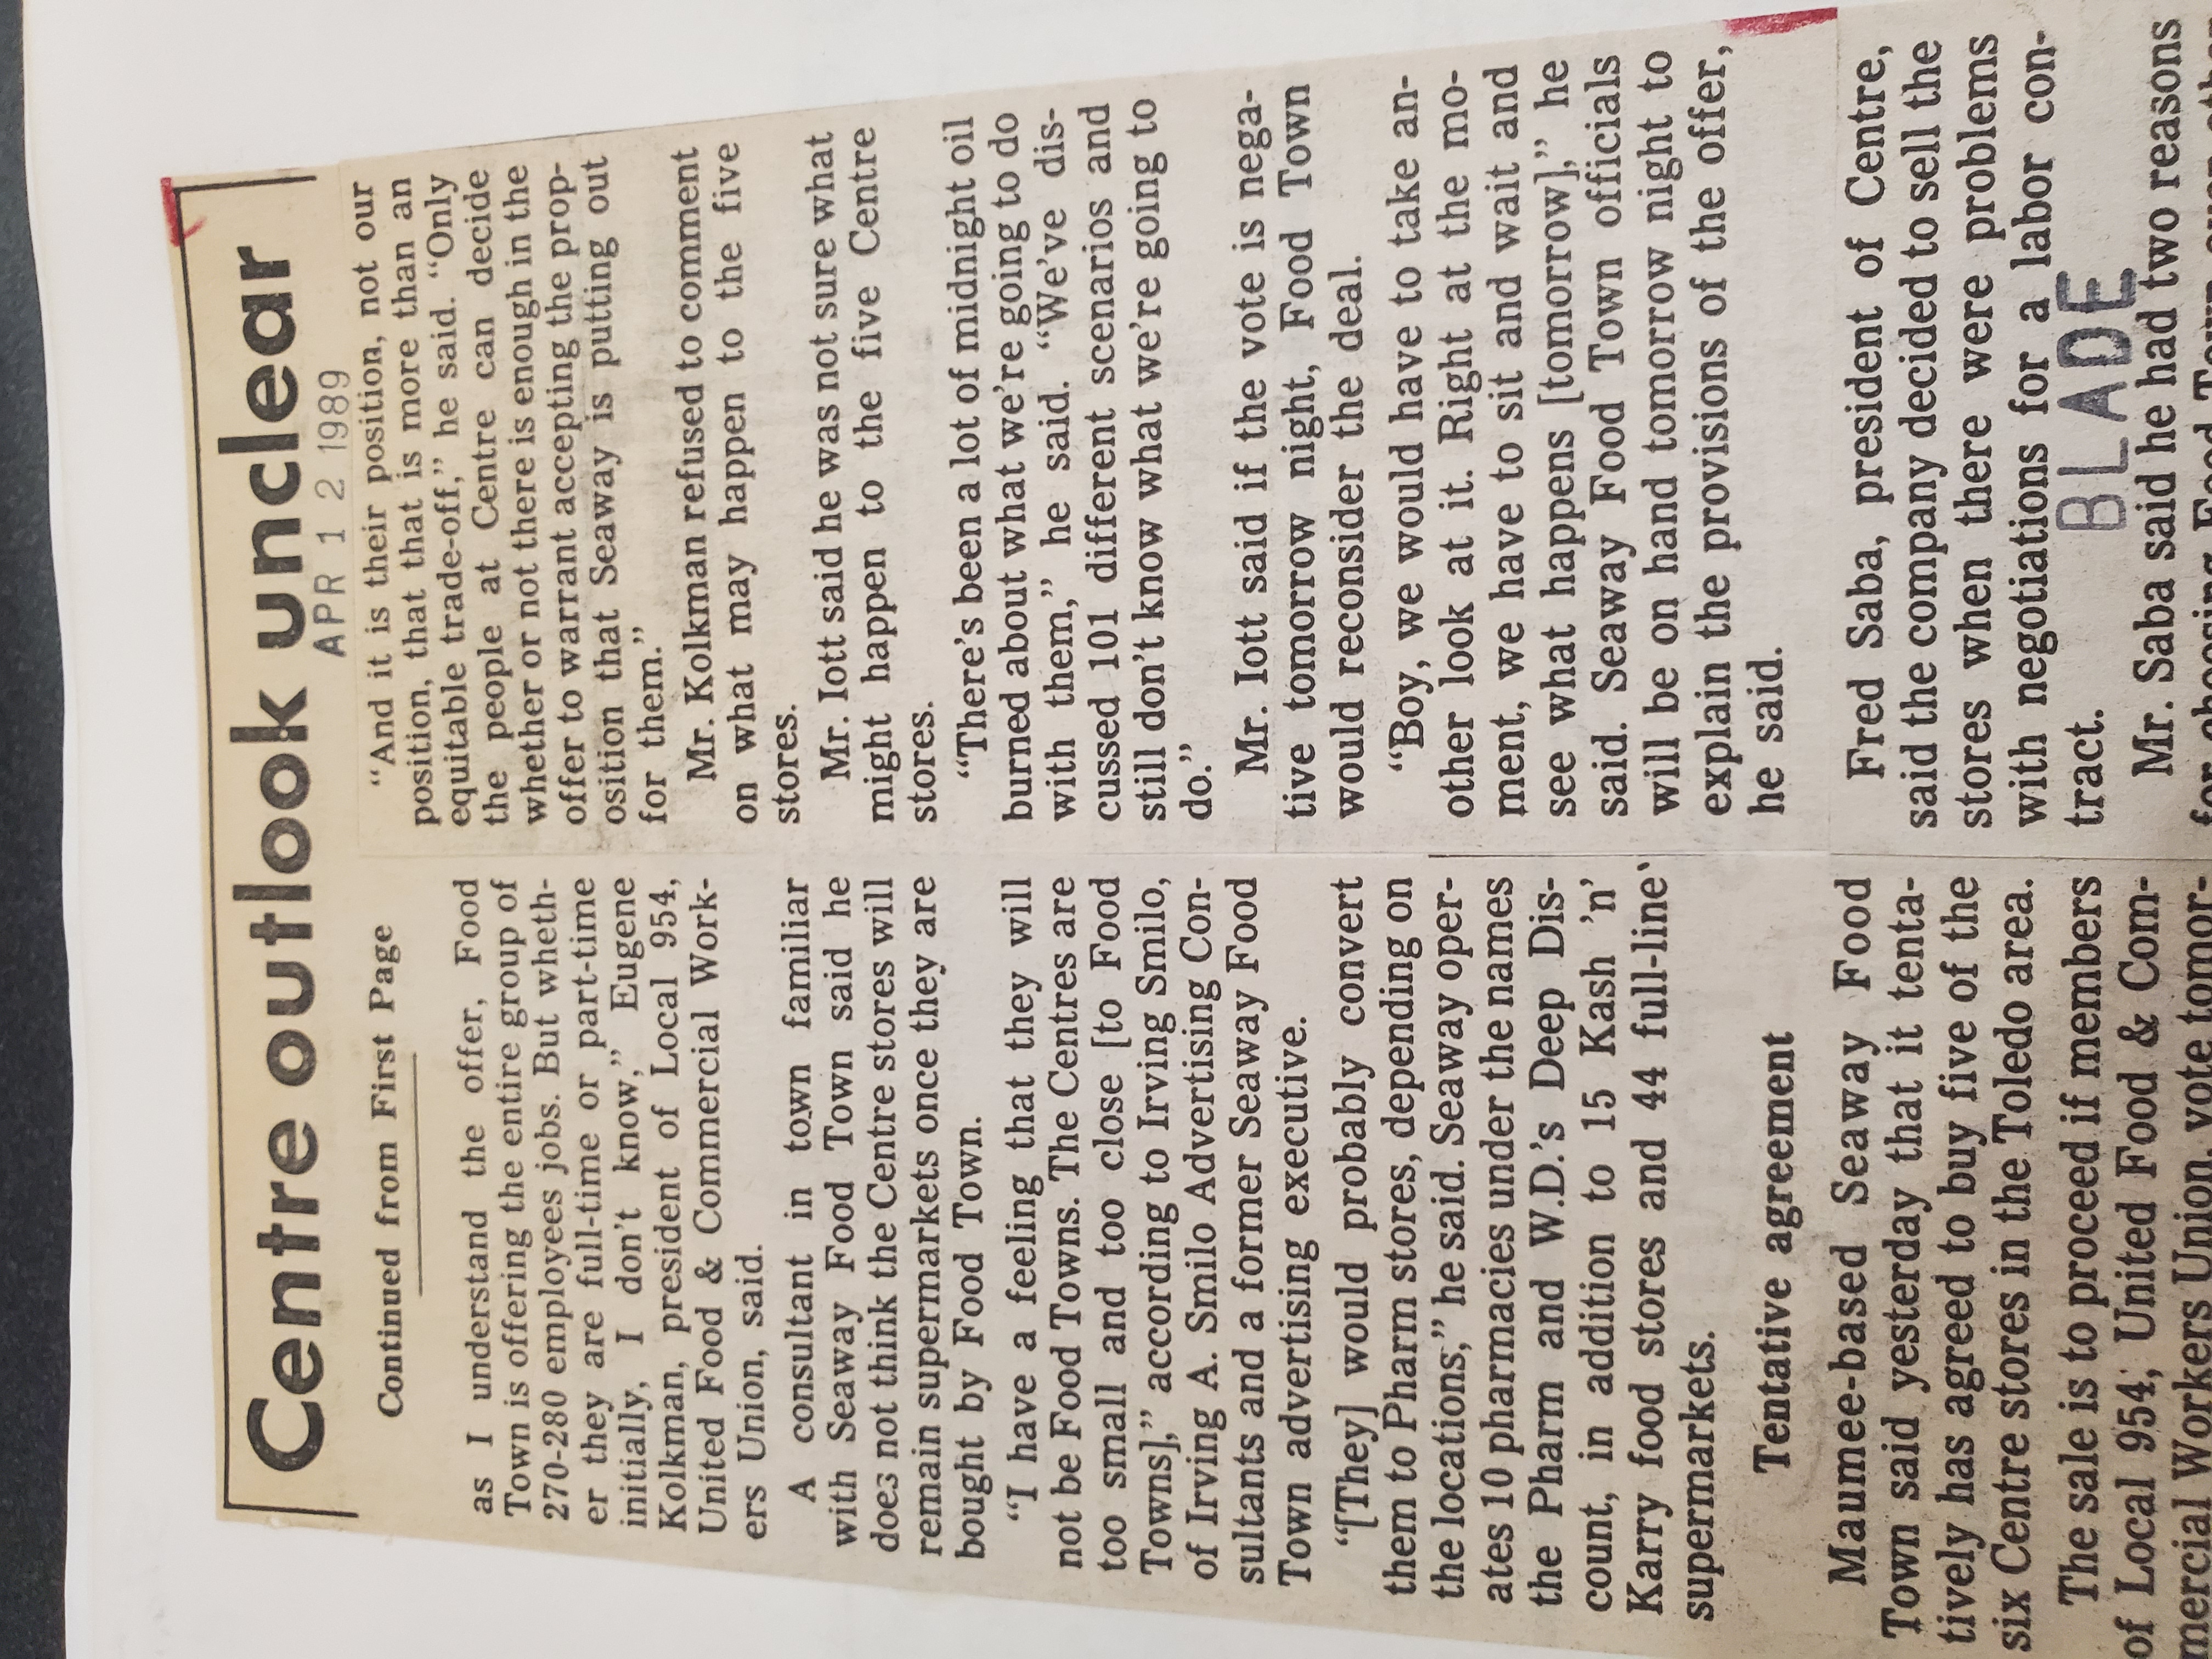 Centre outlook unclear
APR 12 1989
Continued from First Page
as I understand the offer, Food
Town is offering the entire group of
270-280 employees jobs. But wheth-
er they are full-time or part-time
initially, I don't know,” Eugene
Kolkman, president of Local 954,
United Food & Commercial Work-
ers Union, said.
A consultant in town familiar
with Seaway Food Town said he
does not think the Centre stores will
remain supermarkets once they are
bought by Food Town.
“I have a feeling that they will
not be Food Towns. The Centres are
too small and too close [to Food
Towns],” according to Irving Smilo,
of Irving A. Smilo Advertising Con-
sultants and a former Seaway Food
Town advertising executive.
“[They] would probably convert
them to Pharm stores, depending on
the locations,” he said. Seaway oper-
ates 10 pharmacies under the names
the Pharm and W.D.'s Deep Dis-
count, in addition to 15 Kash 'n'
Karry food stores and 44 full-line
supermarkets.
Tentative agreement
Maumee-based Seaway Food
Town said yesterday that it tenta-
tively has agreed to buy five of the
six Centre stores in the Toledo area.
The sale is to proceed if members
of Local 954, United Food & Com-
mercial Workers Union, vote tomor-
“And it is their position, not our
position, that that is more than an
equitable trade-off,” he said. “Only
the people at Centre can decide
whether or not there is enough in the
offer to warrant accepting the prop-
osition that Seaway is putting out
for them.”
Mr. Kolkman refused to comment
on what may happen to the five
stores.
Mr. Iott said he was not sure what
might happen to the five Centre
stores.
“There's been a lot of midnight oil
burned about what we're going to do
with them,” he said. “We've dis-
cussed 101 different scenarios and
still don't know what we're going to
do.”
Mr. Iott said if the vote is nega-
tive tomorrow night, Food Town
would reconsider the deal.
“Boy, we would have to take an-
other look at it. Right at the mo-
ment, we have to sit and wait and
see what happens [tomorrow],” he
said. Seaway Food Town officials
will be on hand tomorrow night to
explain the provisions of the offer,
he said.
Fred Saba, president of Centre,
said the company decided to sell the
stores when there were problems
with negotiations for a labor con-
tract.
BLADE
Mr. Saba said he had two reasons
for choosing Food Town over other